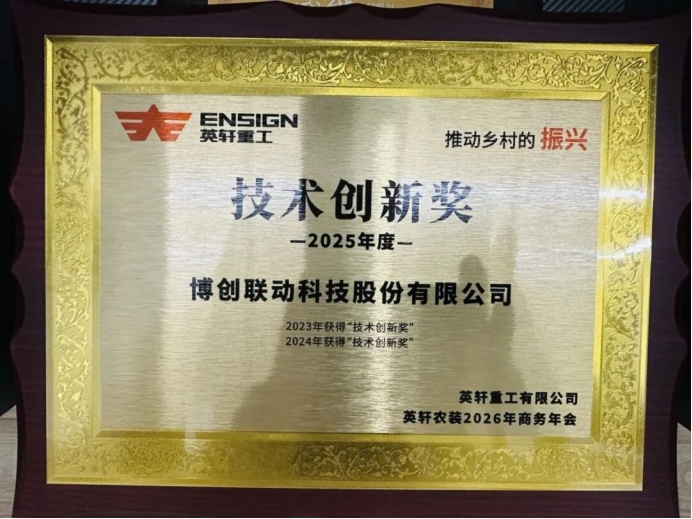 ENSIGN
英轩重工
推动乡村的 振兴
技术创新奖
—2025年度—
博创联动科技股份有限公司
2023年获得“技术创新奖”
2024年获得“技术创新奖”
英轩重工有限公司
英轩农装2026年商务年会